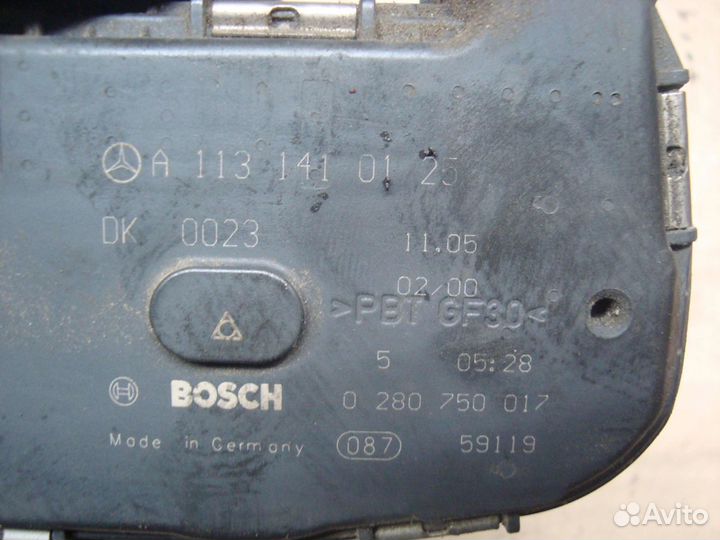 A 113 141 01 25
DK 0023 11.05
02/00
>PBT GF30<
5 05:28
BOSCH 0 280 750 017
Made in Germany 087 59119
Avito